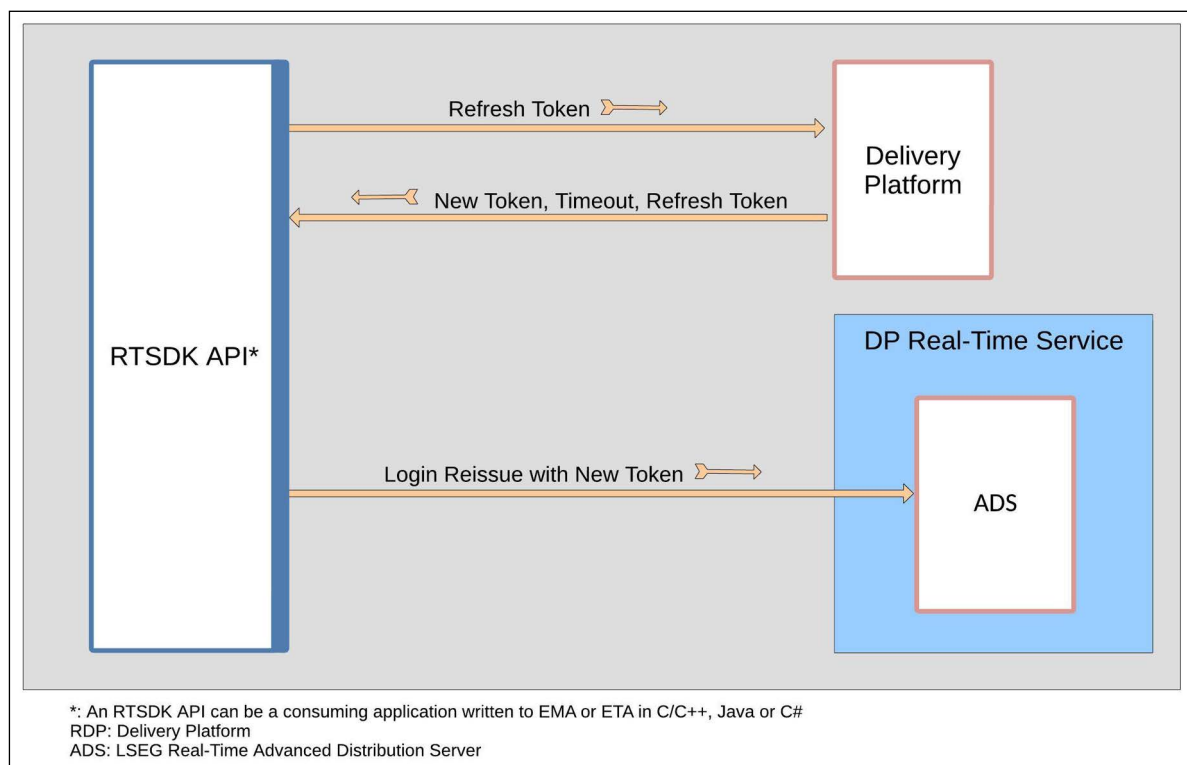 Refresh Token
Delivery
Platform
New Token, Timeout, Refresh Token
DP Real-Time Service
RTSDK API*
Login Reissue with New Token
ADS
*: An RTSDK API can be a consuming application written to EMA or ETA in C/C++, Java or C#
RDP: Delivery Platform
ADS: LSEG Real-Time Advanced Distribution Server